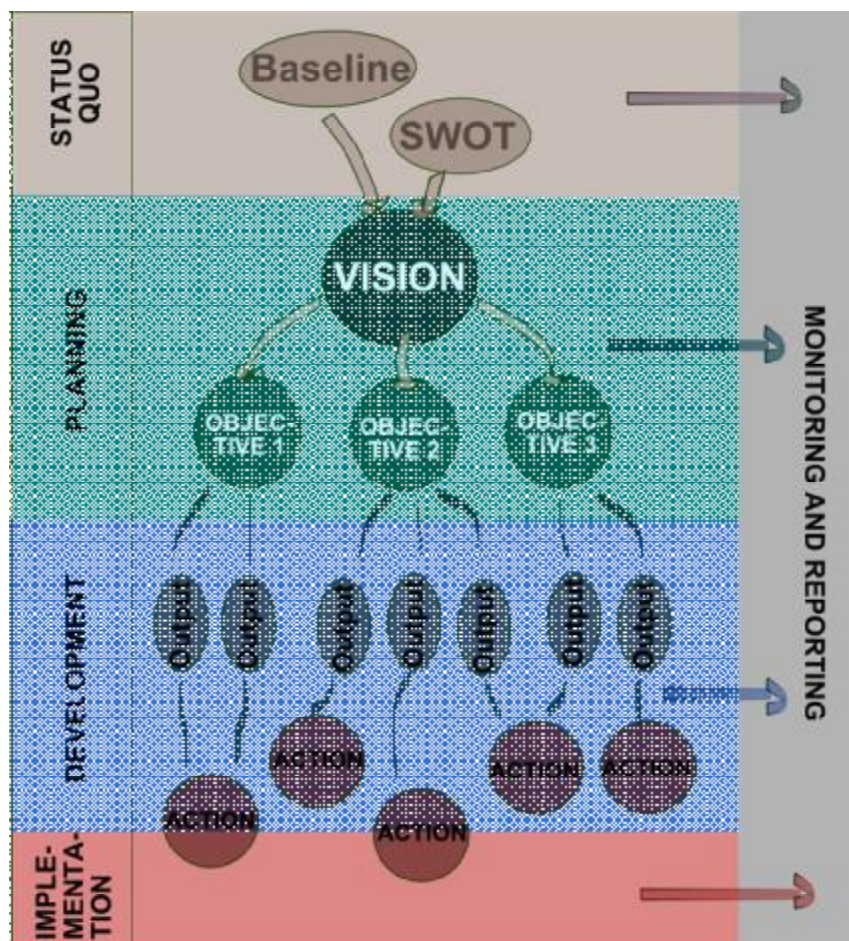 STATUS
QUO
Baseline
SWOT
PLANNING
VISION
OBJEC-
TIVE 1
OBJEC-
TIVE 2
OBJEC-
TIVE 3
DEVELOPMENT
Output
Output
Output
Output
Output
Output
Output
ACTION
ACTION
ACTION
ACTION
ACTION
IMPLE-
MENTA-
TION
MONITORING AND REPORTING